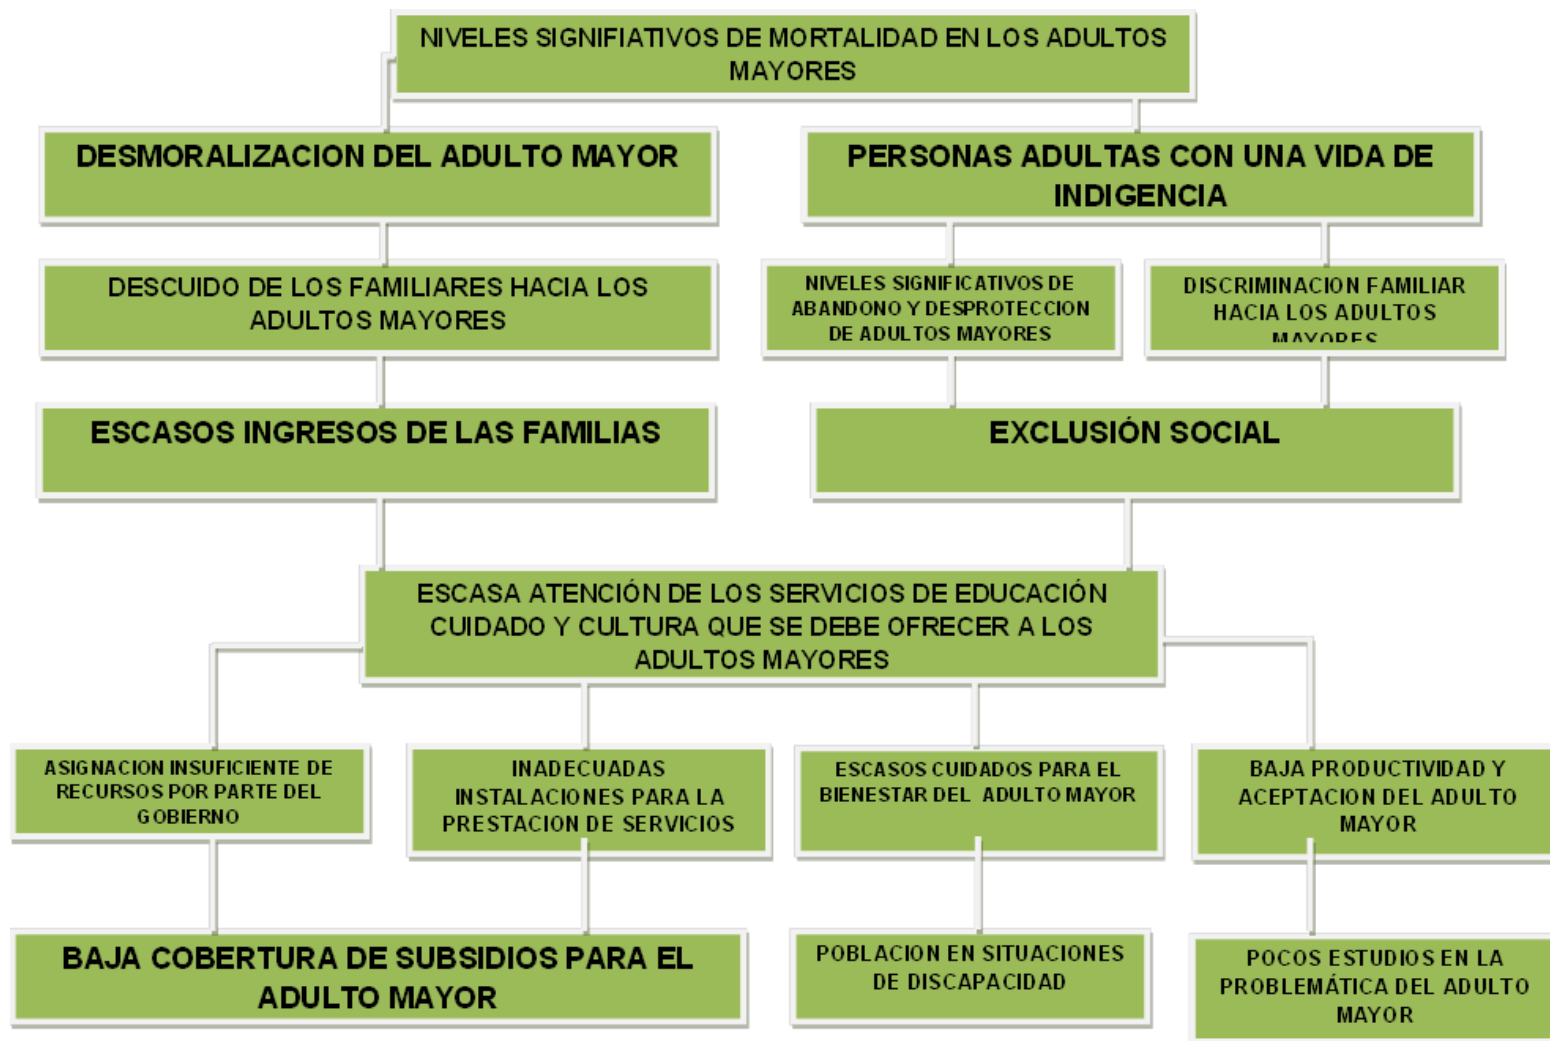 NIVELES SIGNIFIATIVOS DE MORTALIDAD EN LOS ADULTOS
MAYORES
DESMORALIZACION DEL ADULTO MAYOR
PERSONAS ADULTAS CON UNA VIDA DE
INDIGENCIA
DESCUIDO DE LOS FAMILIARES HACIA LOS
ADULTOS MAYORES
NIVELES SIGNIFICATIVOS DE
ABANDONO Y DESPROTECCION
DE ADULTOS MAYORES
DISCRIMINACION FAMILIAR
HACIA LOS ADULTOS
MAYORES
ESCASOS INGRESOS DE LAS FAMILIAS
EXCLUSIÓN SOCIAL
ESCASA ATENCIÓN DE LOS SERVICIOS DE EDUCACIÓN
CUIDADO Y CULTURA QUE SE DEBE OFRECER A LOS
ADULTOS MAYORES
ASIGNACION INSUFICIENTE DE
RECURSOS POR PARTE DEL
GOBIERNO
INADECUADAS
INSTALACIONES PARA LA
PRESTACION DE SERVICIOS
ESCASOS CUIDADOS PARA EL
BIENESTAR DEL ADULTO MAYOR
BAJA PRODUCTIVIDAD Y
ACEPTACION DEL ADULTO
MAYOR
BAJA COBERTURA DE SUBSIDIOS PARA EL
ADULTO MAYOR
POBLACION EN SITUACIONES
DE DISCAPACIDAD
POCOS ESTUDIOS EN LA
PROBLEMÁTICA DEL ADULTO
MAYOR